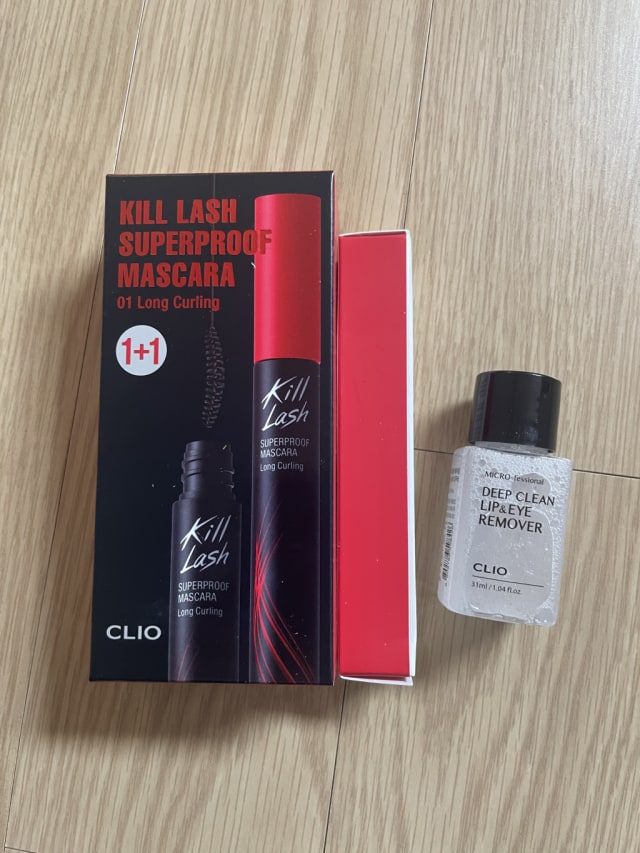 KILL LASH
SUPERPROOF
MASCARA
01 Long Curling
1+1
Kill
Lash
SUPERPROOF
MASCARA
Long Curling
Kill
Lash
SUPERPROOF
MASCARA
Long Curling
CLIO
MICRO-fessional
DEEP CLEAN
LIP&EYE
REMOVER
CLIO
31ml / 1.04 fl.oz.